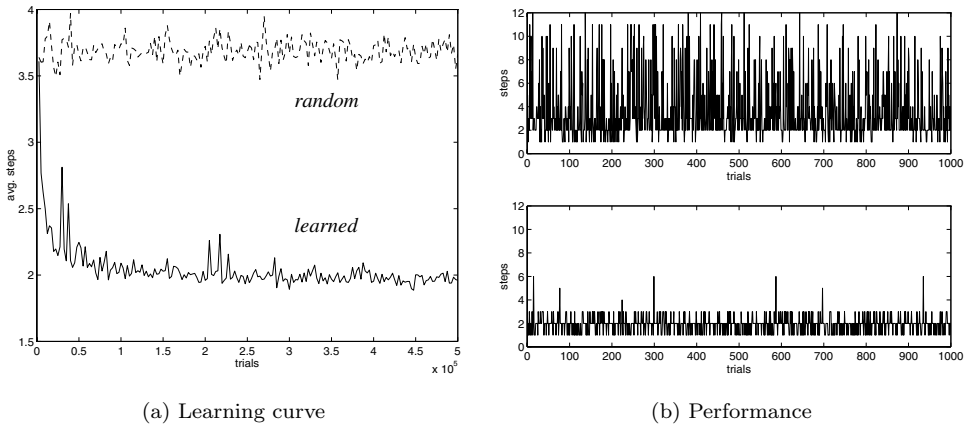 4
3.5
3
2.5
2
1.5
avg. steps
random
learned
0 0.5 1 1.5 2 2.5 3 3.5 4 4.5 5
trials
x 10⁵
(a) Learning curve
12
10
8
6
4
2
0
steps
0 100 200 300 400 500 600 700 800 900 1000
trials
12
10
8
6
4
2
0
steps
0 100 200 300 400 500 600 700 800 900 1000
trials
(b) Performance